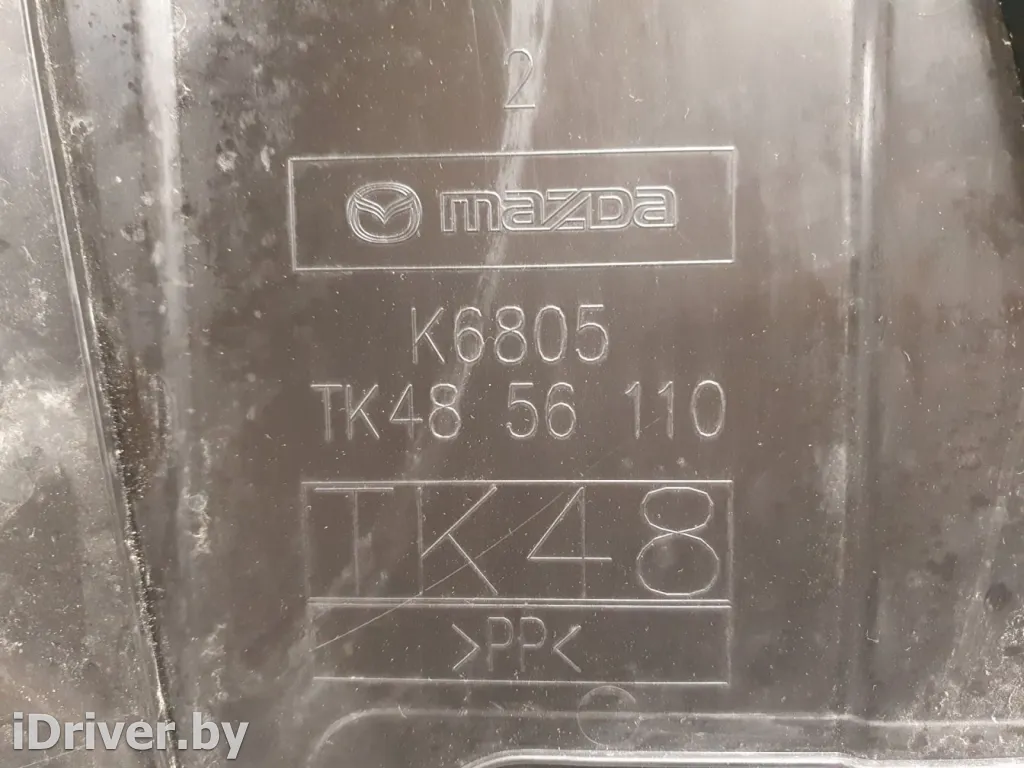 2
mazda
K6805
TK48 56 110
TK48
>PP<
iDriver.by